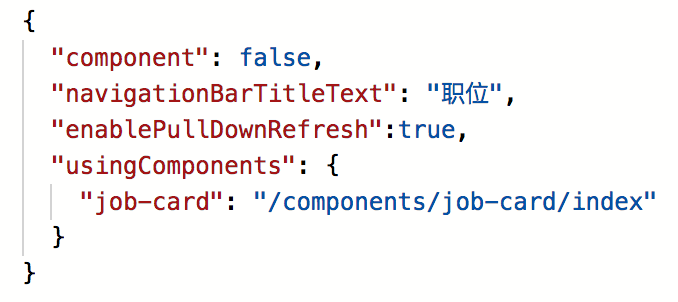 {
"component": false,
"navigationBarTitleText": "职位",
"enablePullDownRefresh":true,
"usingComponents": {
"job-card": "/components/job-card/index"
}
}